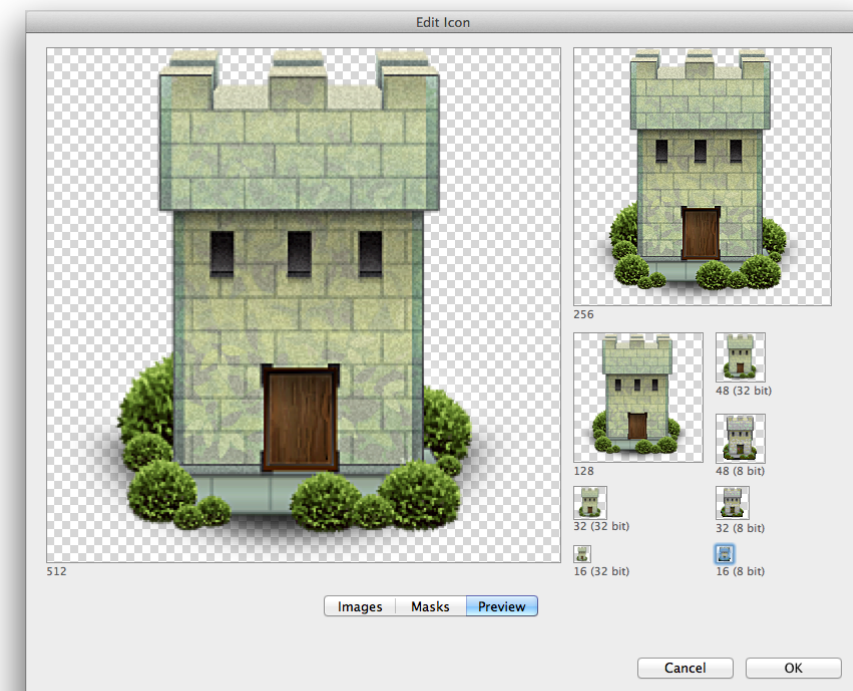 Edit Icon
256
48 (32 bit)
128
48 (8 bit)
32 (32 bit)
32 (8 bit)
512
16 (32 bit)
16 (8 bit)
Images
Masks
Preview
Cancel
OK